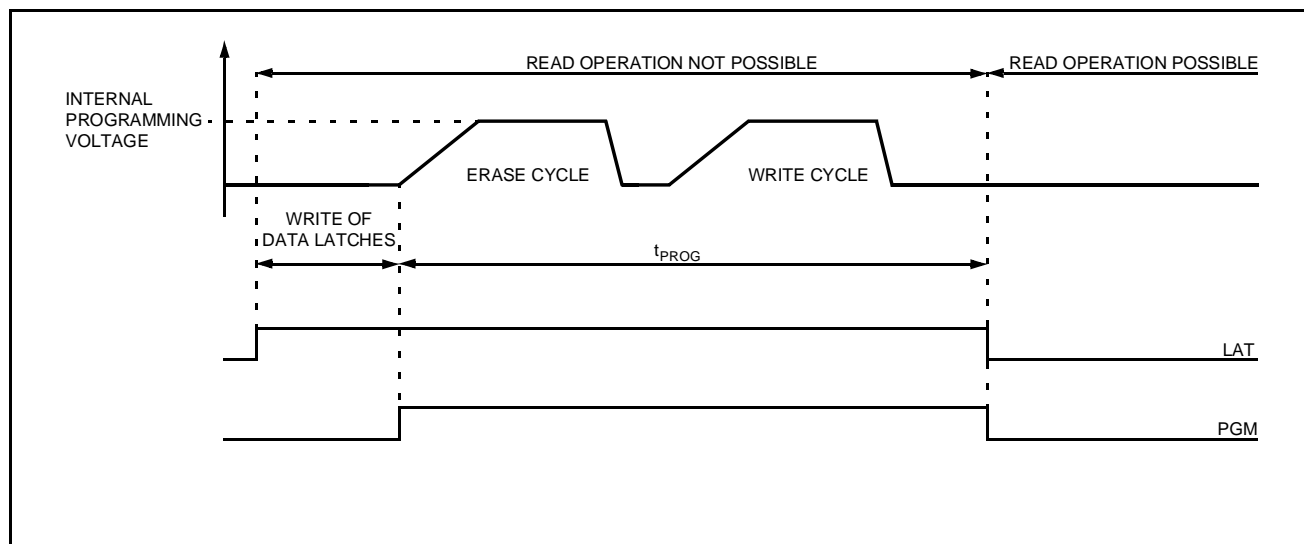 READ OPERATION NOT POSSIBLE
READ OPERATION POSSIBLE
INTERNAL
PROGRAMMING
VOLTAGE
ERASE CYCLE
WRITE CYCLE
WRITE OF
DATA LATCHES
tPROG
LAT
PGM